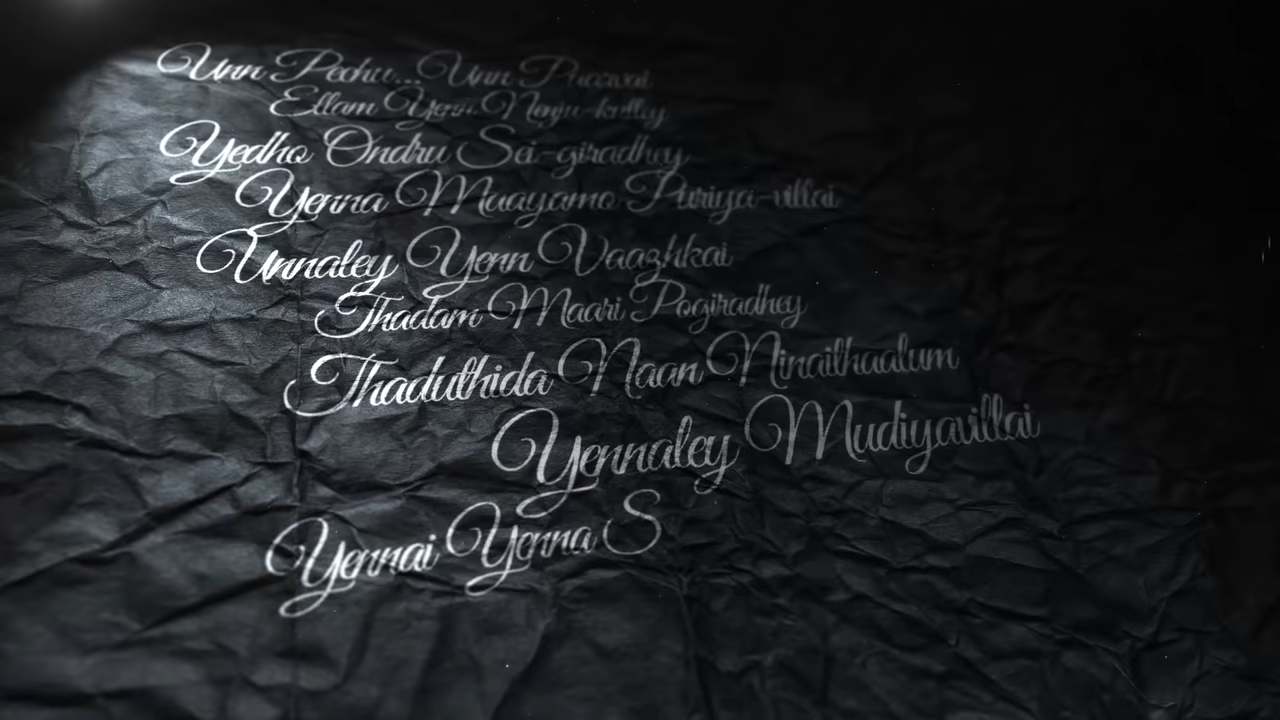 Unn Pechu...Unn Paarvai
Ellam Yenn Nenju-kulley
Yedho Ondru Sei-giradhey
Yenna Maayamo Puriya-villai
Unnaley Yenn Vaazhkai
Thadam Maari Pogiradhey
Thaduthida Naan Ninaithaalum
Yennaley Mudiyavillai
Yennai Yenna S